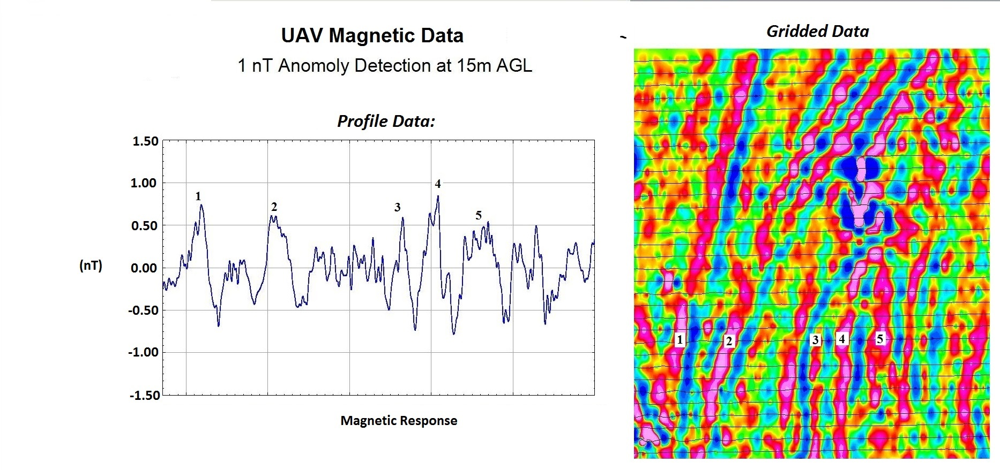 UAV Magnetic Data
1 nT Anomoly Detection at 15m AGL
Profile Data:
1.50
1.00
0.50
0.00
-0.50
-1.00
-1.50
(nT)
1
2
3
4
5
Magnetic Response
Gridded Data
1
2
3
4
5